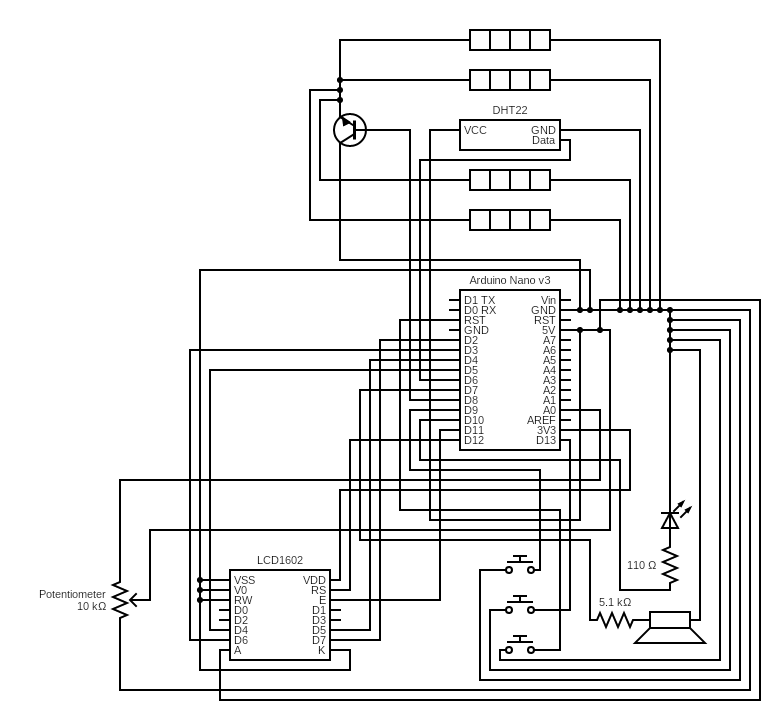 DHT22
VCC GND
Data
Arduino Nano v3
D1 TX Vin
D0 RX GND
RST RST
GND 5V
D2 A7
D3 A6
D4 A5
D5 A4
D6 A3
D7 A2
D8 A1
D9 A0
D10 AREF
D11 3V3
D12 D13
LCD1602
110 Ω
VSS VDD
V0 RS
RW E
D0 D1
D2 D3
D4 D5
D6 D7
A K
Potentiometer
10 kΩ
5.1 kΩ